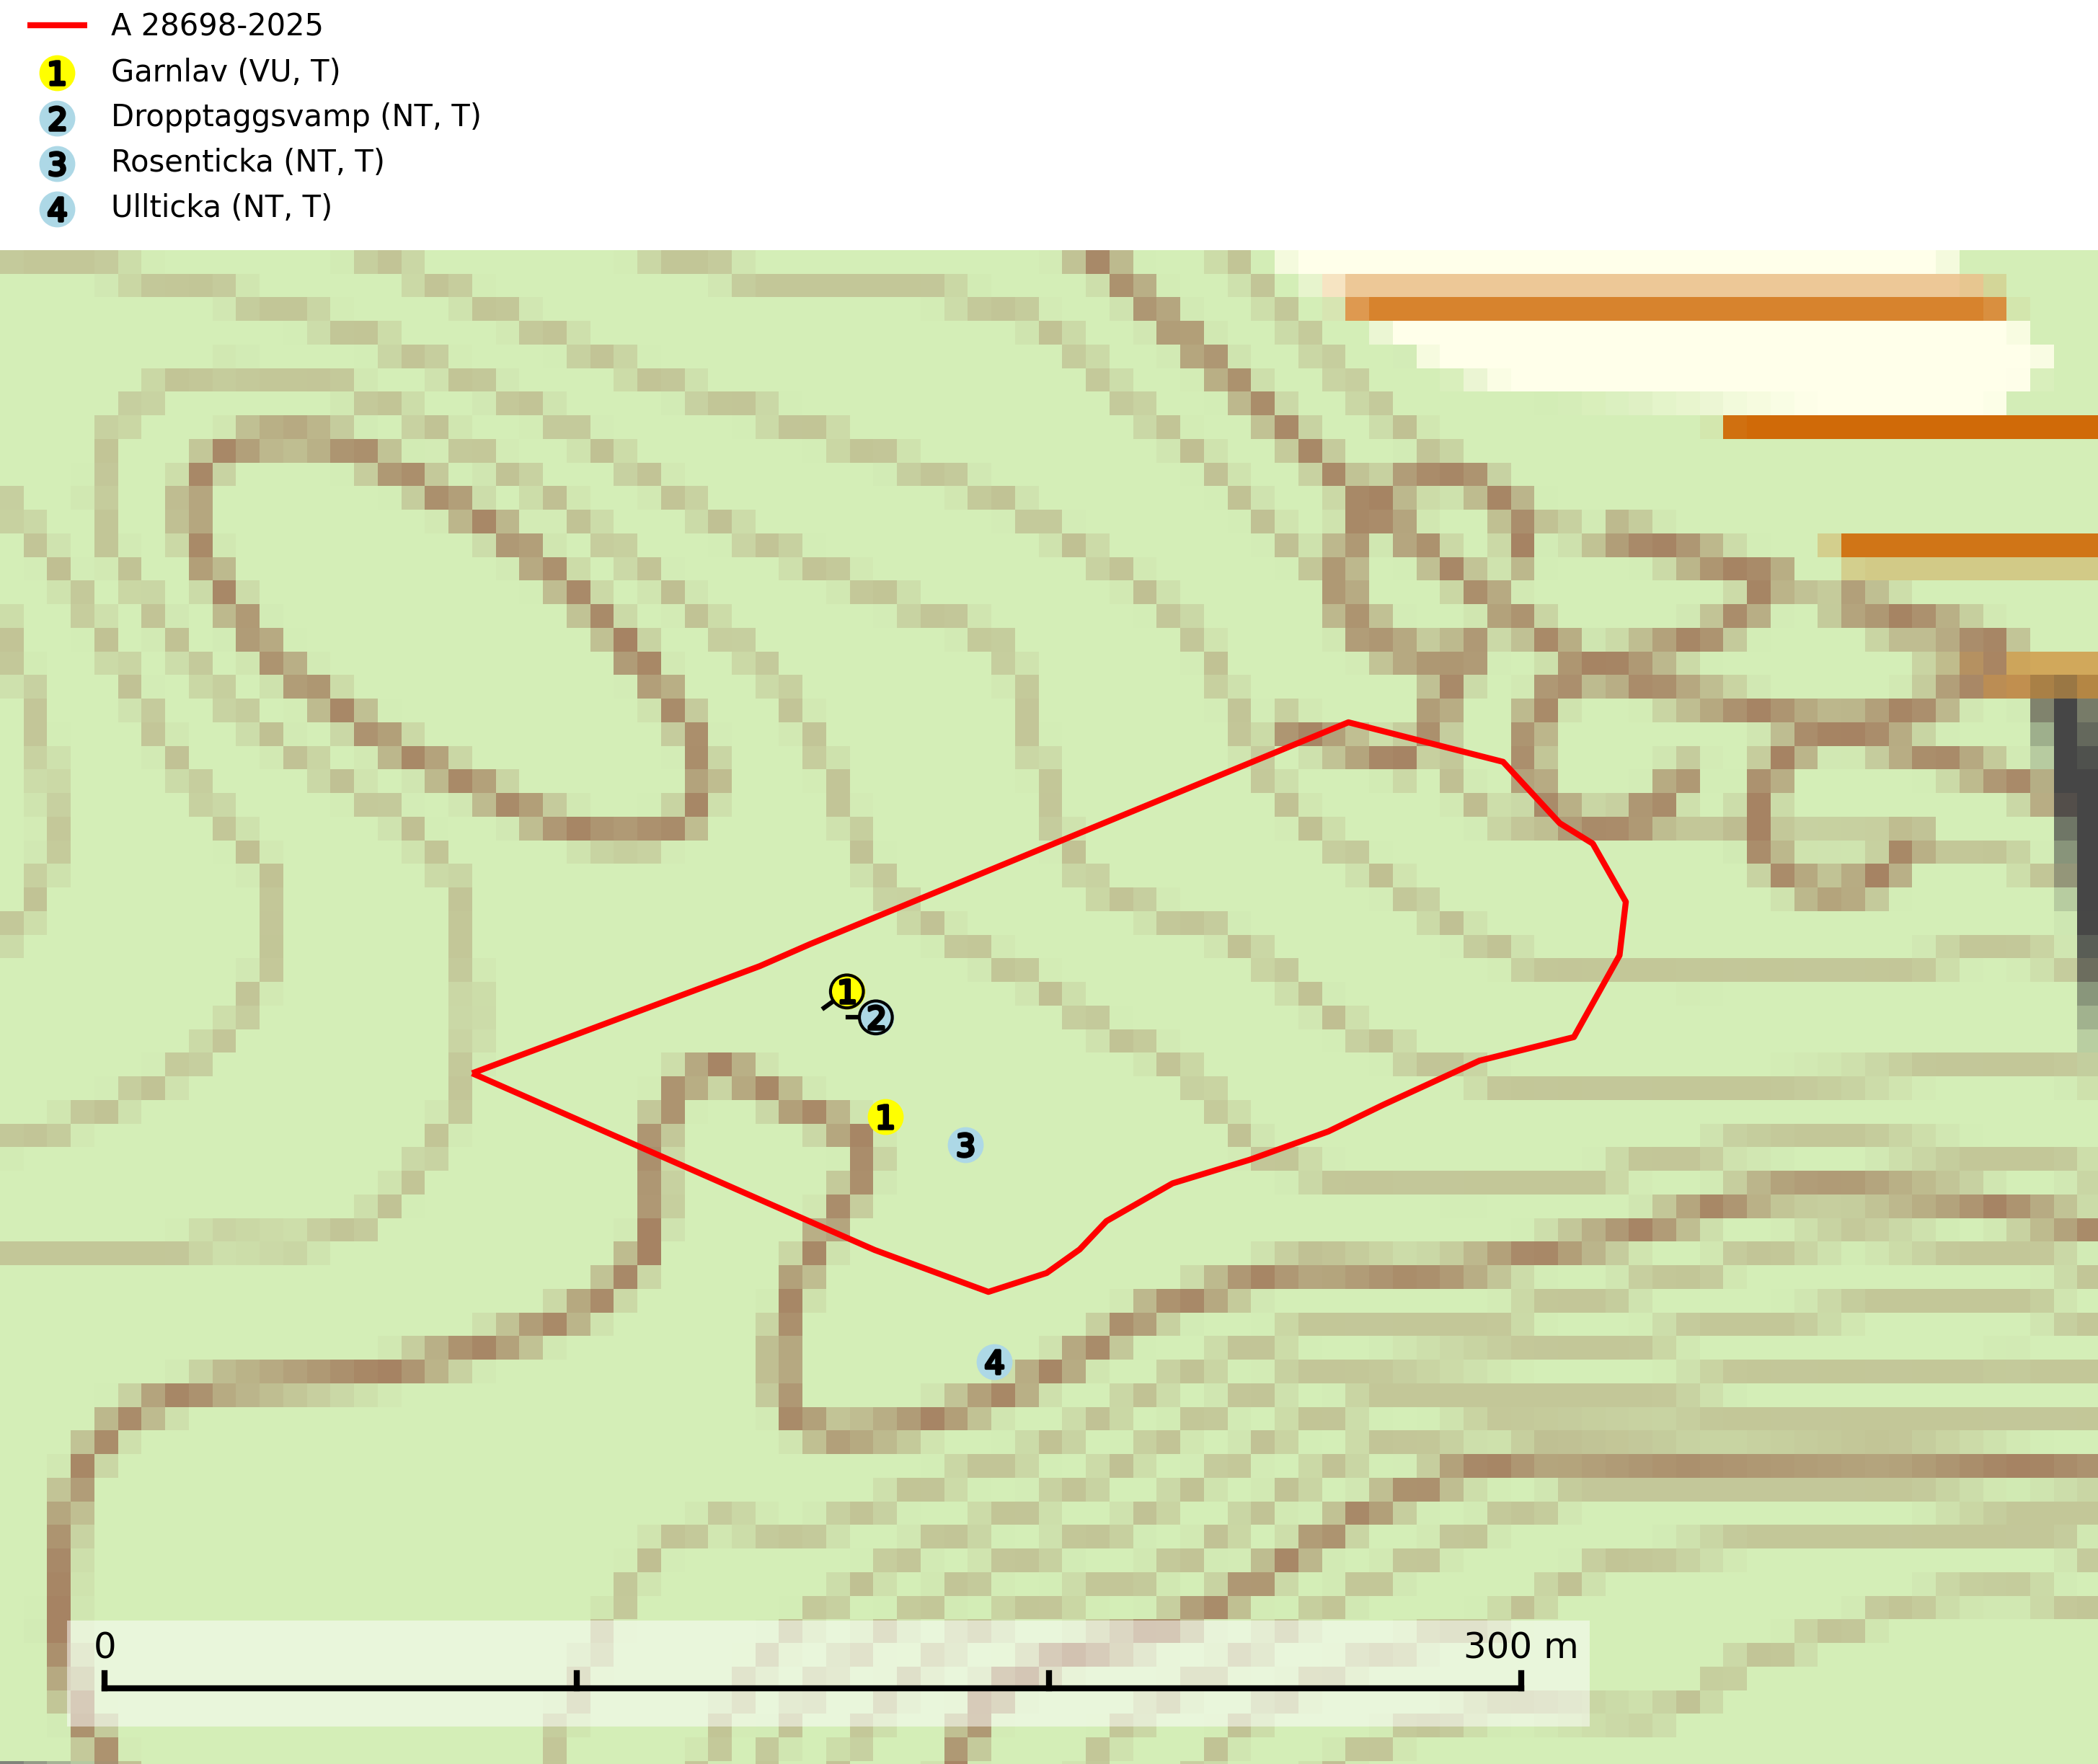 A 28698-2025
1 Garnlav (VU, T)
2 Dropptaggsvamp (NT, T)
3 Rosenticka (NT, T)
4 Ullticka (NT, T)
1
2
1
3
4
0 300 m